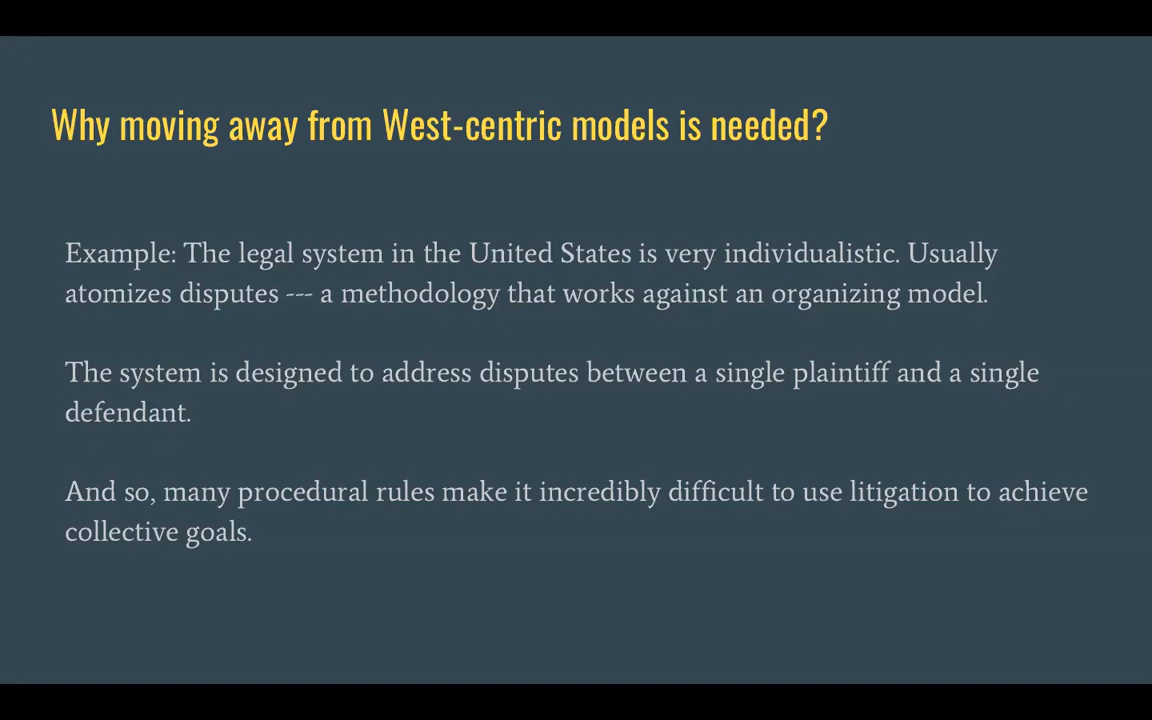 Why moving away from West-centric models is needed?
Example: The legal system in the United States is very individualistic. Usually
atomizes disputes --- a methodology that works against an organizing model.
The system is designed to address disputes between a single plaintiff and a single
defendant.
And so, many procedural rules make it incredibly difficult to use litigation to achieve
collective goals.